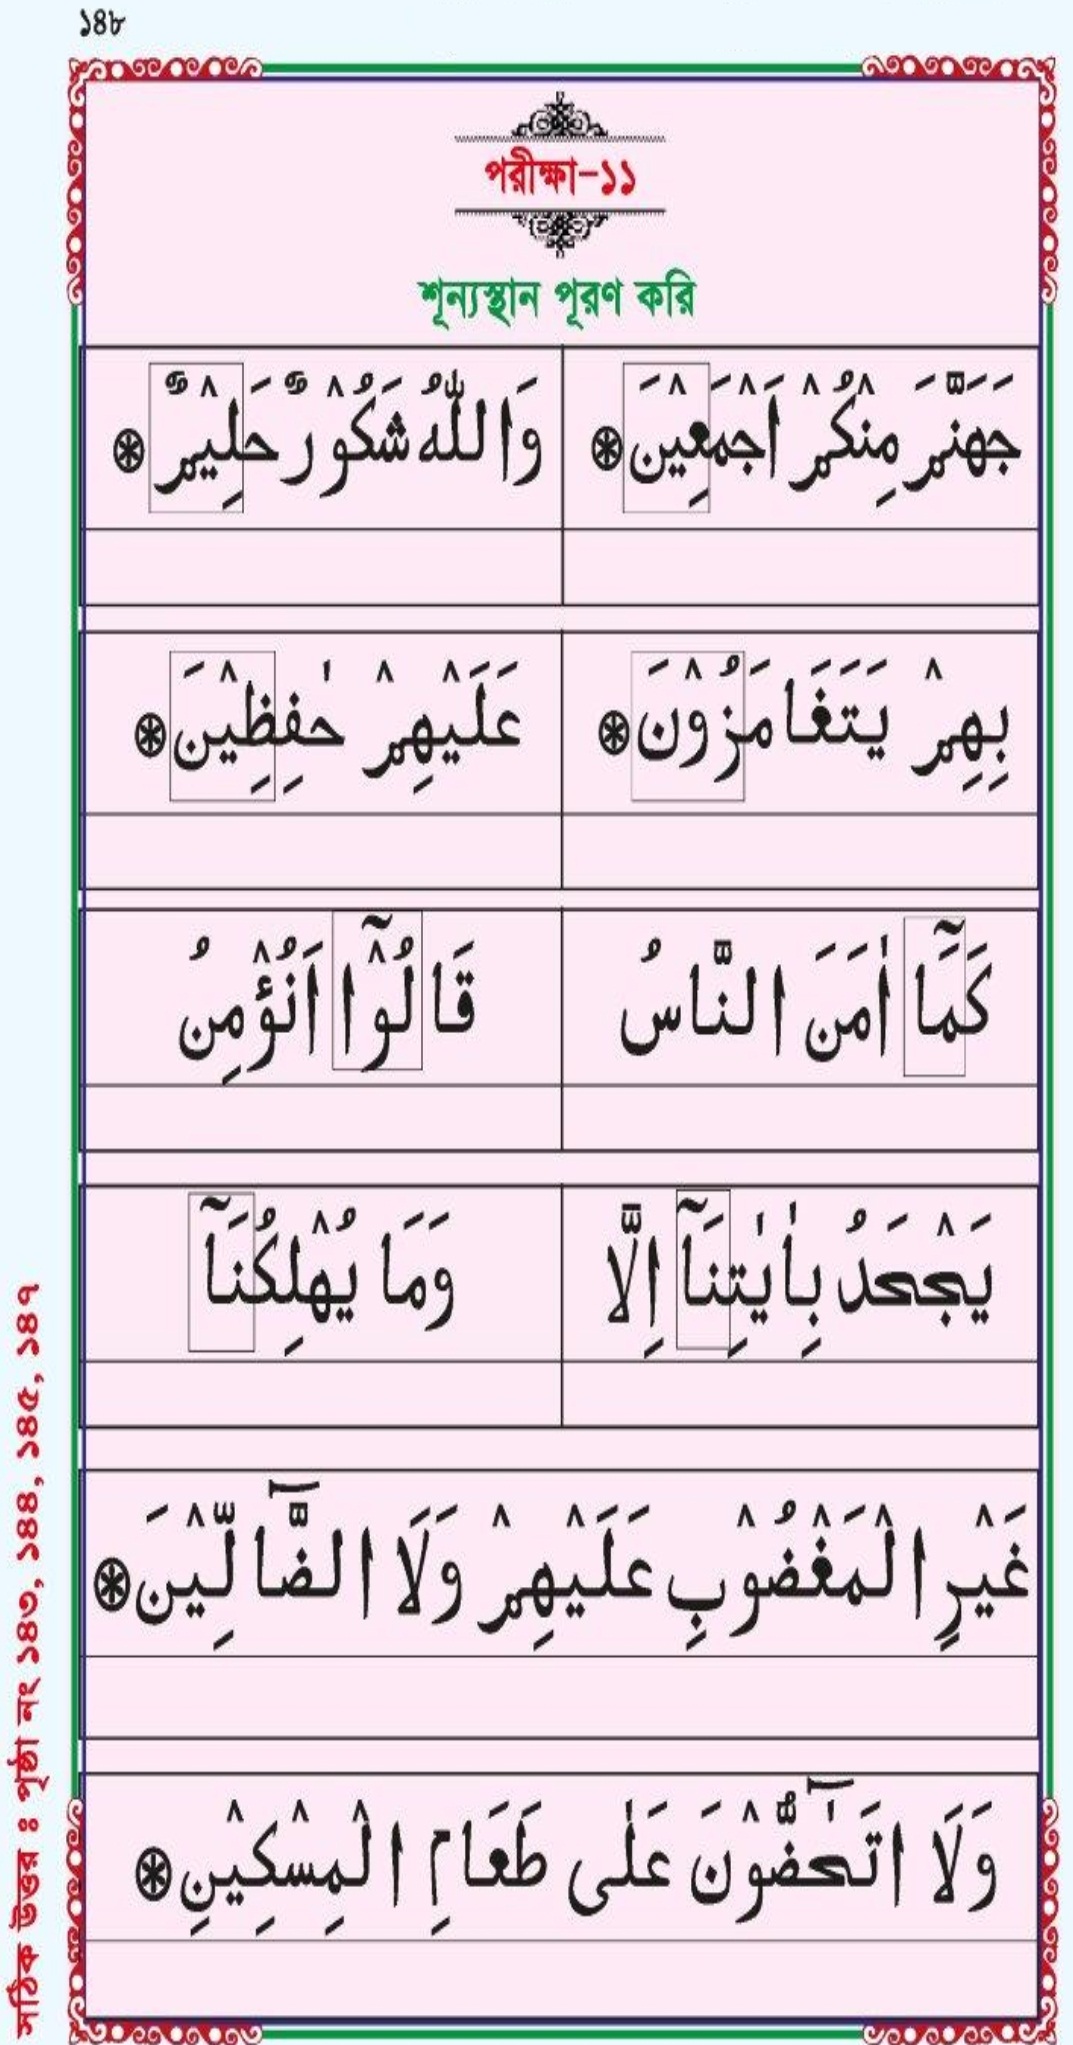 ১৪৮
পরীক্ষা-১১
শূন্যস্থান পূরণ করি
جَهَنَّمَ مِنْكُمْ اَجْمَعِيْنَ
وَاللّٰهُ شَكُوْرٌ حَلِيْمٌ
بِهِمْ يَتَغَامَزُوْنَ
عَلَيْهِمْ حٰفِظِيْنَ
كَمَآ اٰمَنَ النَّاسُ
قَالُوْٓا اَنُؤْمِنُ
يَجْحَدُ بِاٰيٰتِنَآ اِلَّا
وَمَا يُهْلِكُنَآ
غَيْرِ الْمَغْضُوْبِ عَلَيْهِمْ وَلَا الضَّآلِّيْنَ
وَلَا اتَحٰٓضُّوْنَ عَلٰى طَعَامِ الْمِسْكِيْنِ
সঠিক উত্তর ঃ পৃষ্ঠা নং ১৪৩, ১৪৪, ১৪৫, ১৪৭